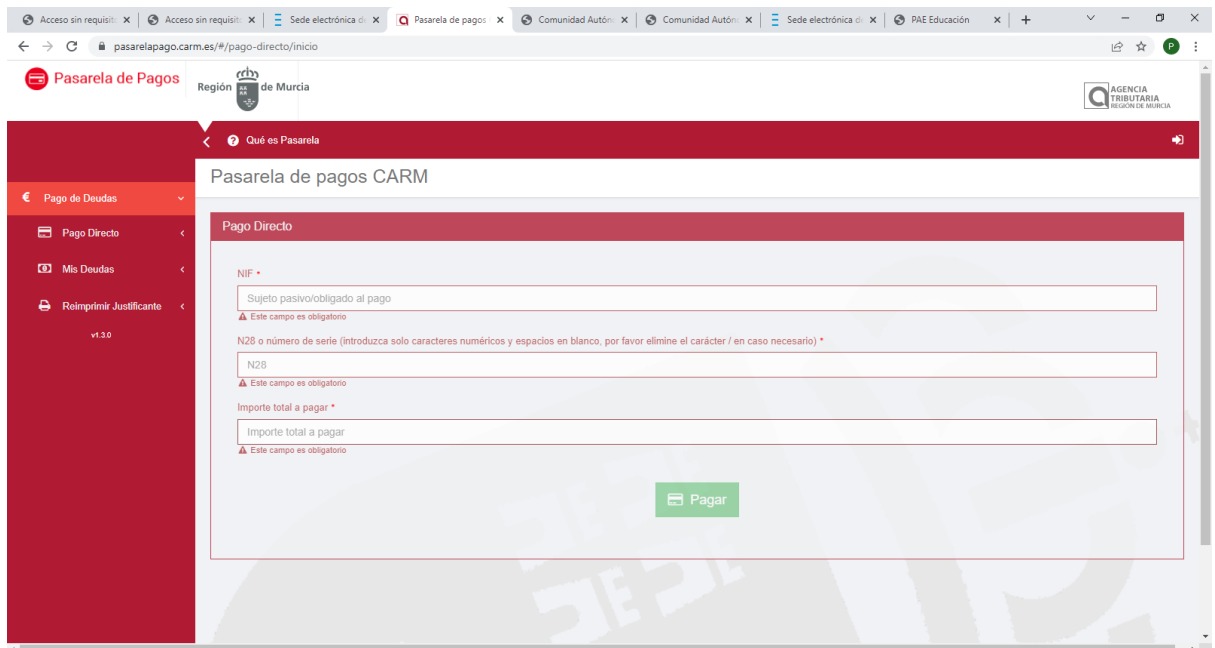 Acceso sin requisit
Acceso sin requisit
Sede electrónica d
Pasarela de pagos
Comunidad Autón
Comunidad Autón
Sede electrónica d
PAE Educación
pasarelapago.carm.es/#/pago-directo/inicio
P
Pasarela de Pagos
Región de Murcia
AGENCIA
TRIBUTARIA
REGIÓN DE MURCIA
Qué es Pasarela
Pasarela de pagos CARM
€ Pago de Deudas
Pago Directo
Mis Deudas
Reimprimir Justificante
v1.3.0
Pago Directo
NIF *
Sujeto pasivo/obligado al pago
Este campo es obligatorio
N28 o número de serie (introduzca solo caracteres numéricos y espacios en blanco, por favor elimine el carácter / en caso necesario) *
N28
Este campo es obligatorio
Importe total a pagar *
Importe total a pagar
Este campo es obligatorio
Pagar